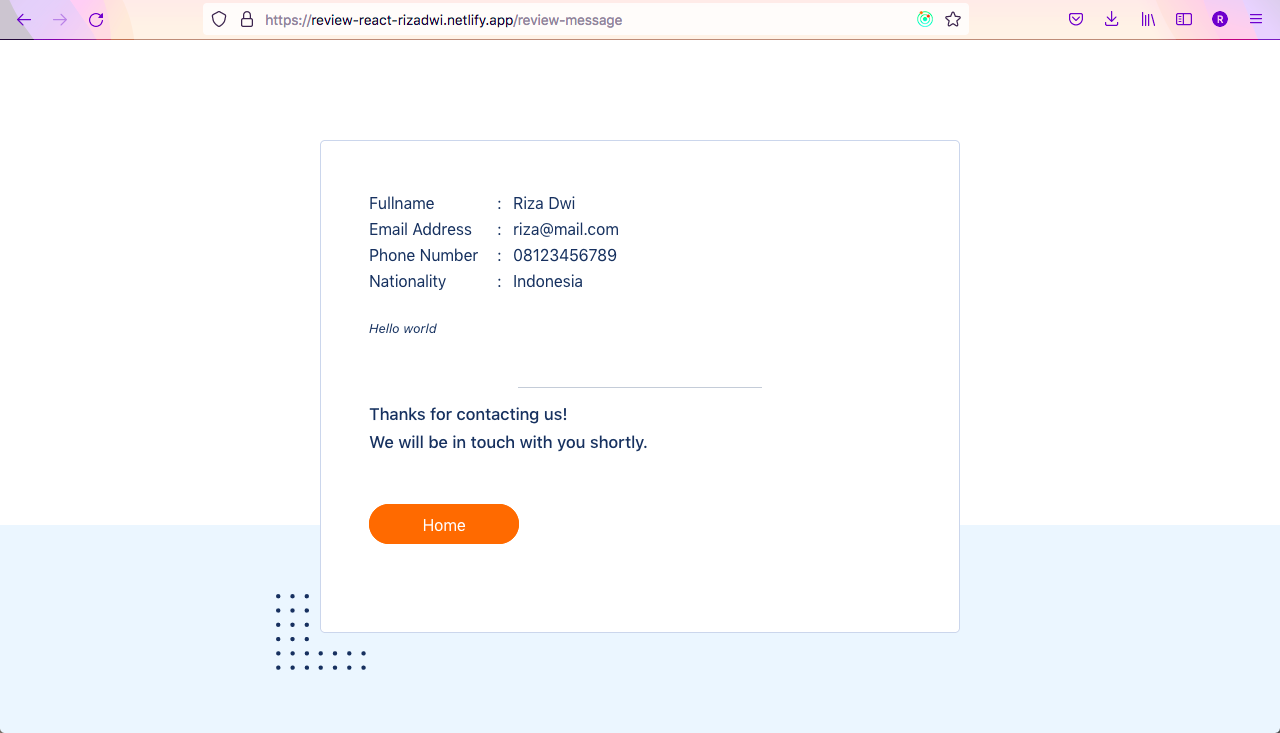 https://review-react-rizadwi.netlify.app/review-message
R
Fullname : Riza Dwi
Email Address : riza@mail.com
Phone Number : 08123456789
Nationality : Indonesia
Hello world
Thanks for contacting us!
We will be in touch with you shortly.
Home